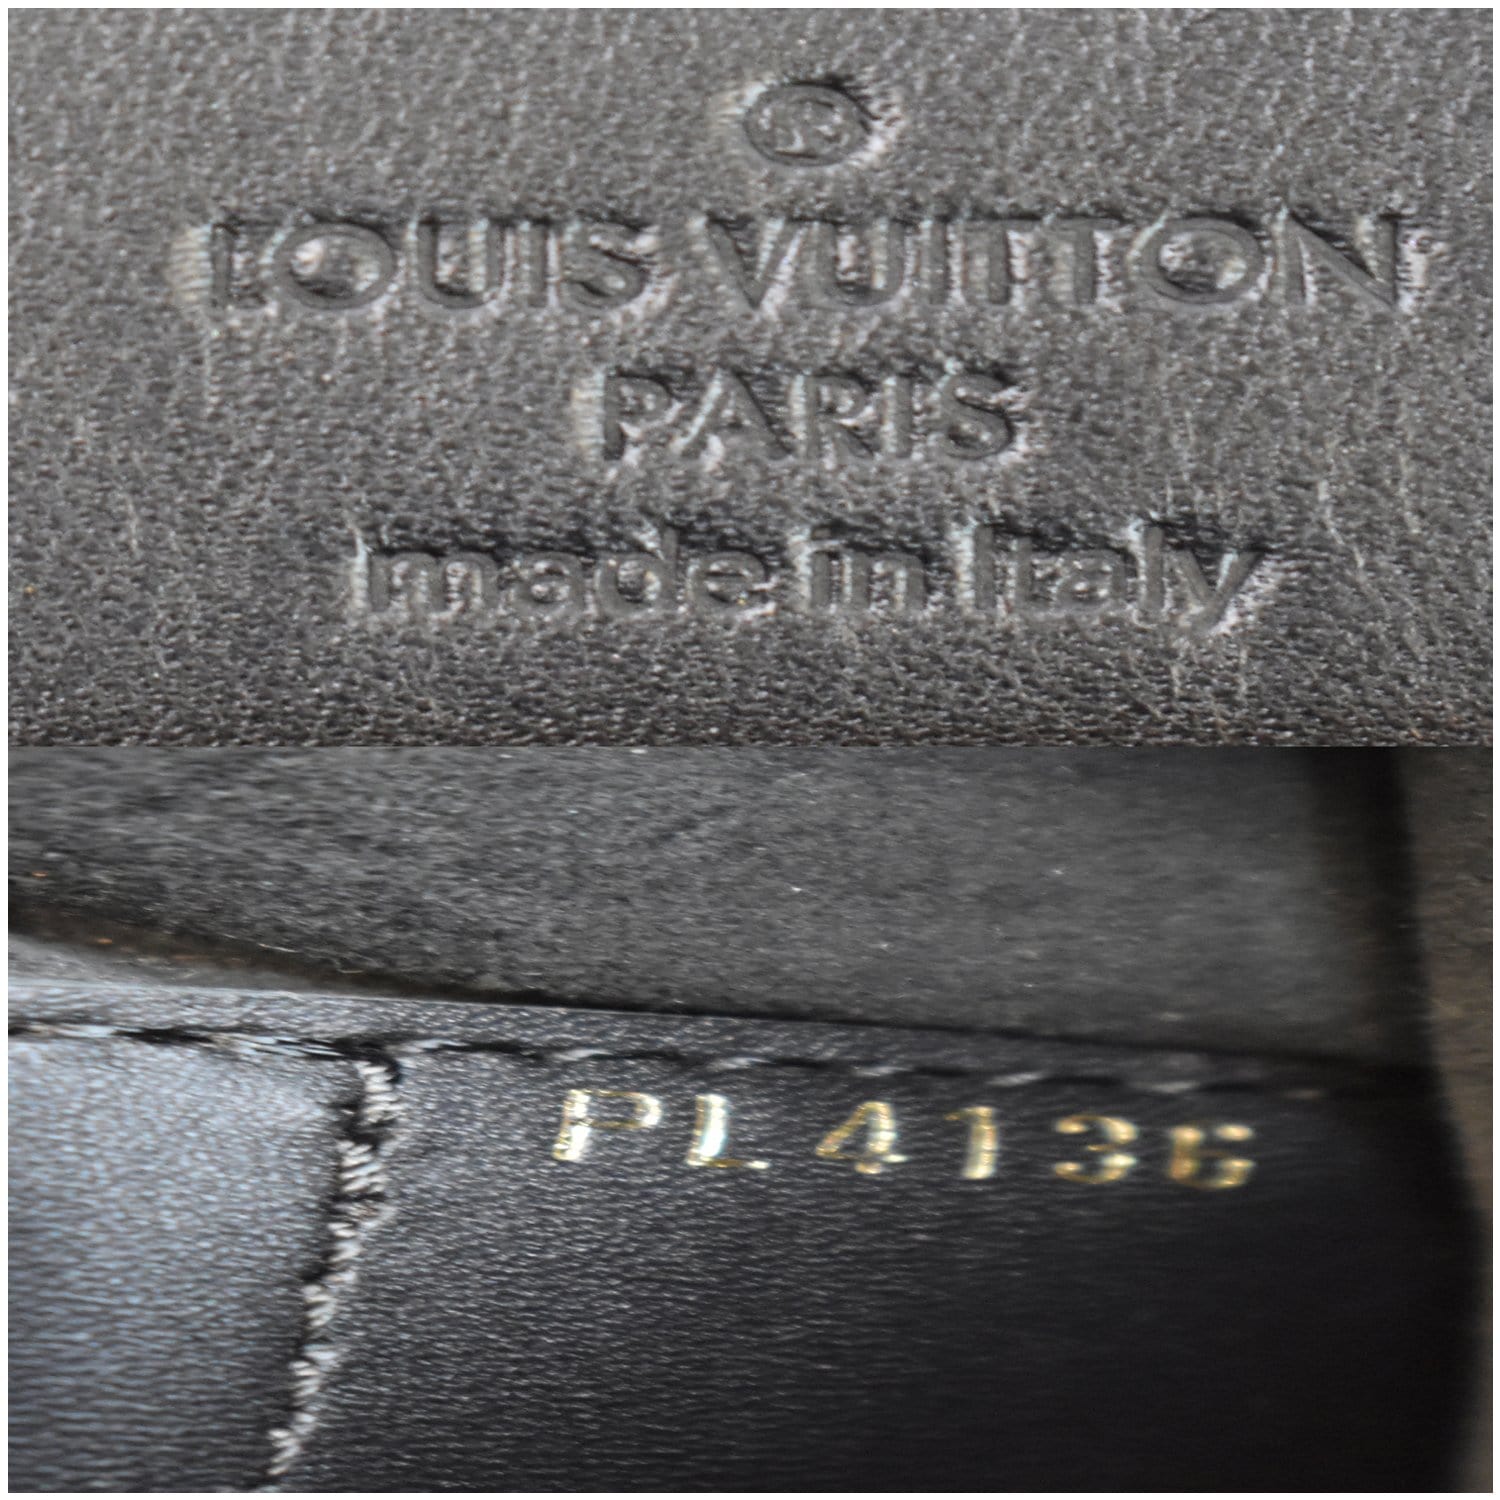 ®
LOUIS VUITTON
PARIS
made in Italy
PL4136